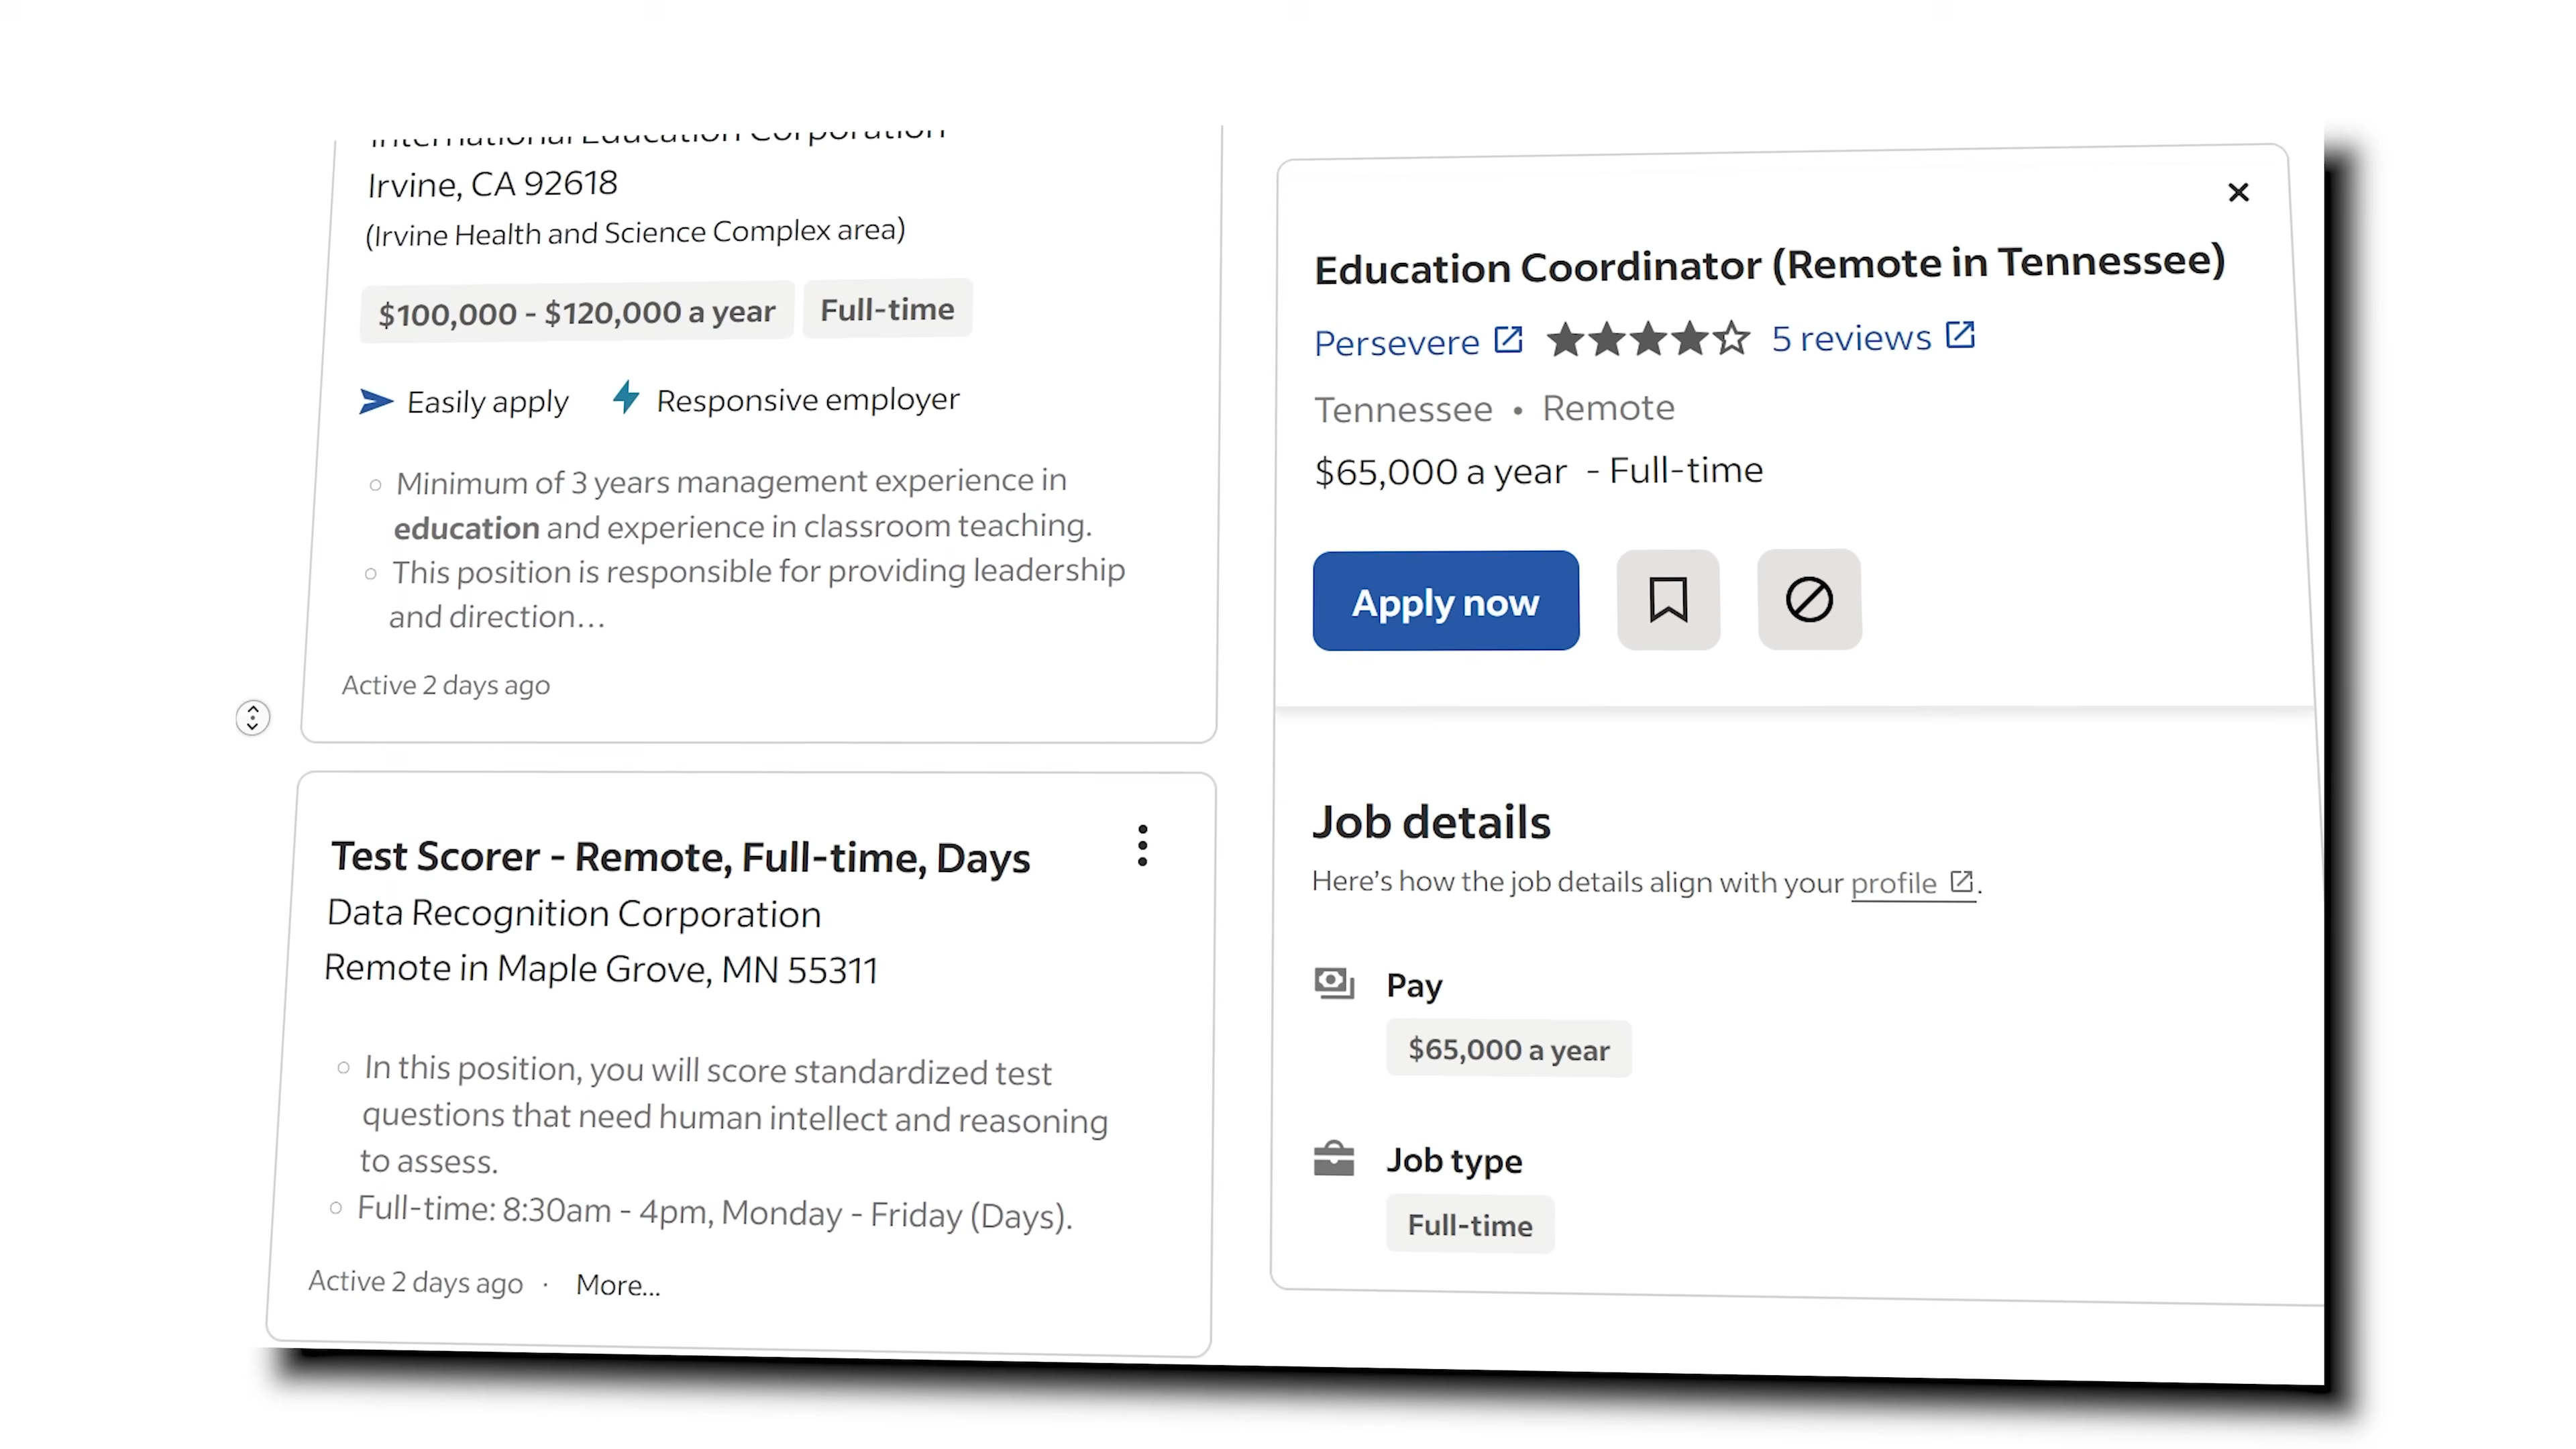 International Education Corporation
Irvine, CA 92618
(Irvine Health and Science Complex area)
$100,000 - $120,000 a year Full-time
Easily apply Responsive employer
Minimum of 3 years management experience in
education and experience in classroom teaching.
This position is responsible for providing leadership
and direction…
Active 2 days ago
Test Scorer - Remote, Full-time, Days
Data Recognition Corporation
Remote in Maple Grove, MN 55311
In this position, you will score standardized test
questions that need human intellect and reasoning
to assess.
Full-time: 8:30am - 4pm, Monday - Friday (Days).
Active 2 days ago · More...
Education Coordinator (Remote in Tennessee)
Persevere 5 reviews
Tennessee • Remote
$65,000 a year - Full-time
Apply now
Job details
Here's how the job details align with your profile.
Pay
$65,000 a year
Job type
Full-time